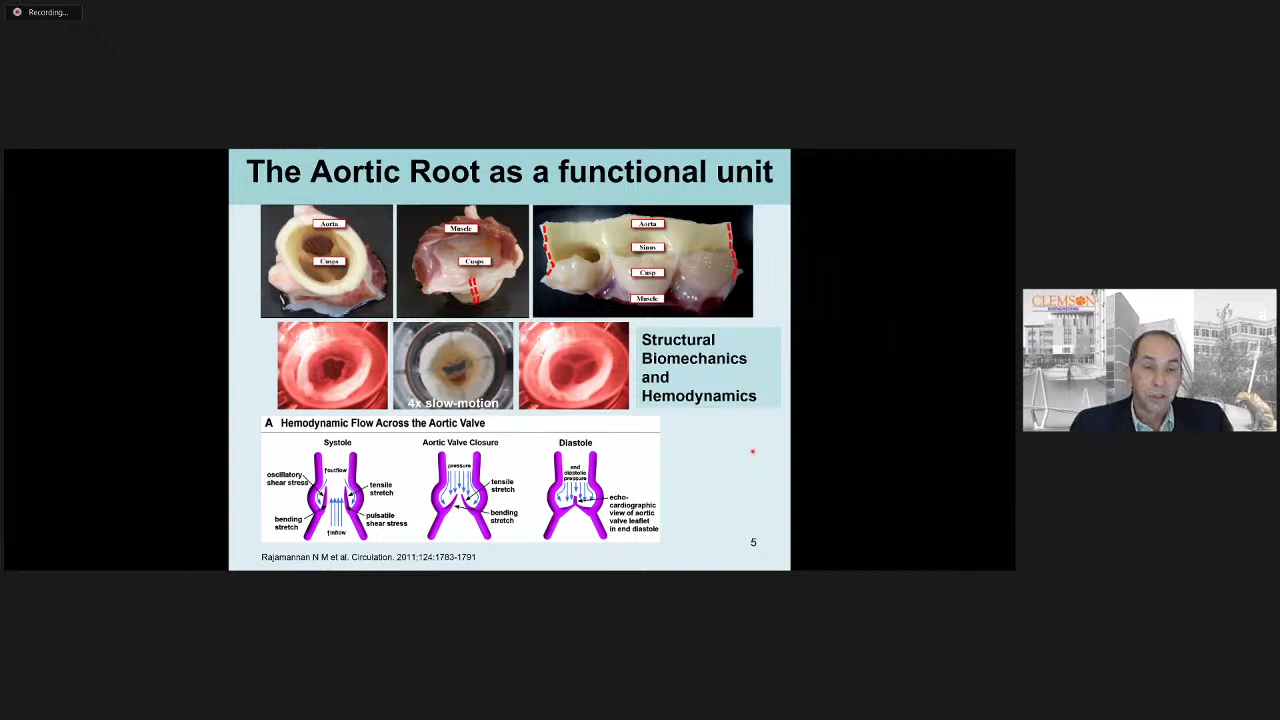 Recording...
The Aortic Root as a functional unit
Aorta
Cusps
Muscle
Cusps
Aorta
Sinus
Cusp
Muscle
4x slow-motion
Structural
Biomechanics
and
Hemodynamics
A Hemodynamic Flow Across the Aortic Valve
Systole
Aortic Valve Closure
Diastole
oscillatory
shear stress
↑outflow
tensile
stretch
bending
stretch
pulsatile
shear stress
↑inflow
pressure
tensile
stretch
bending
stretch
end
diastolic
pressure
echo-
cardiographic
view of aortic
valve leaflet
in end diastole
5
Rajamannan N M et al. Circulation. 2011;124:1783-1791
CLEMSON
BIOENGINEERING